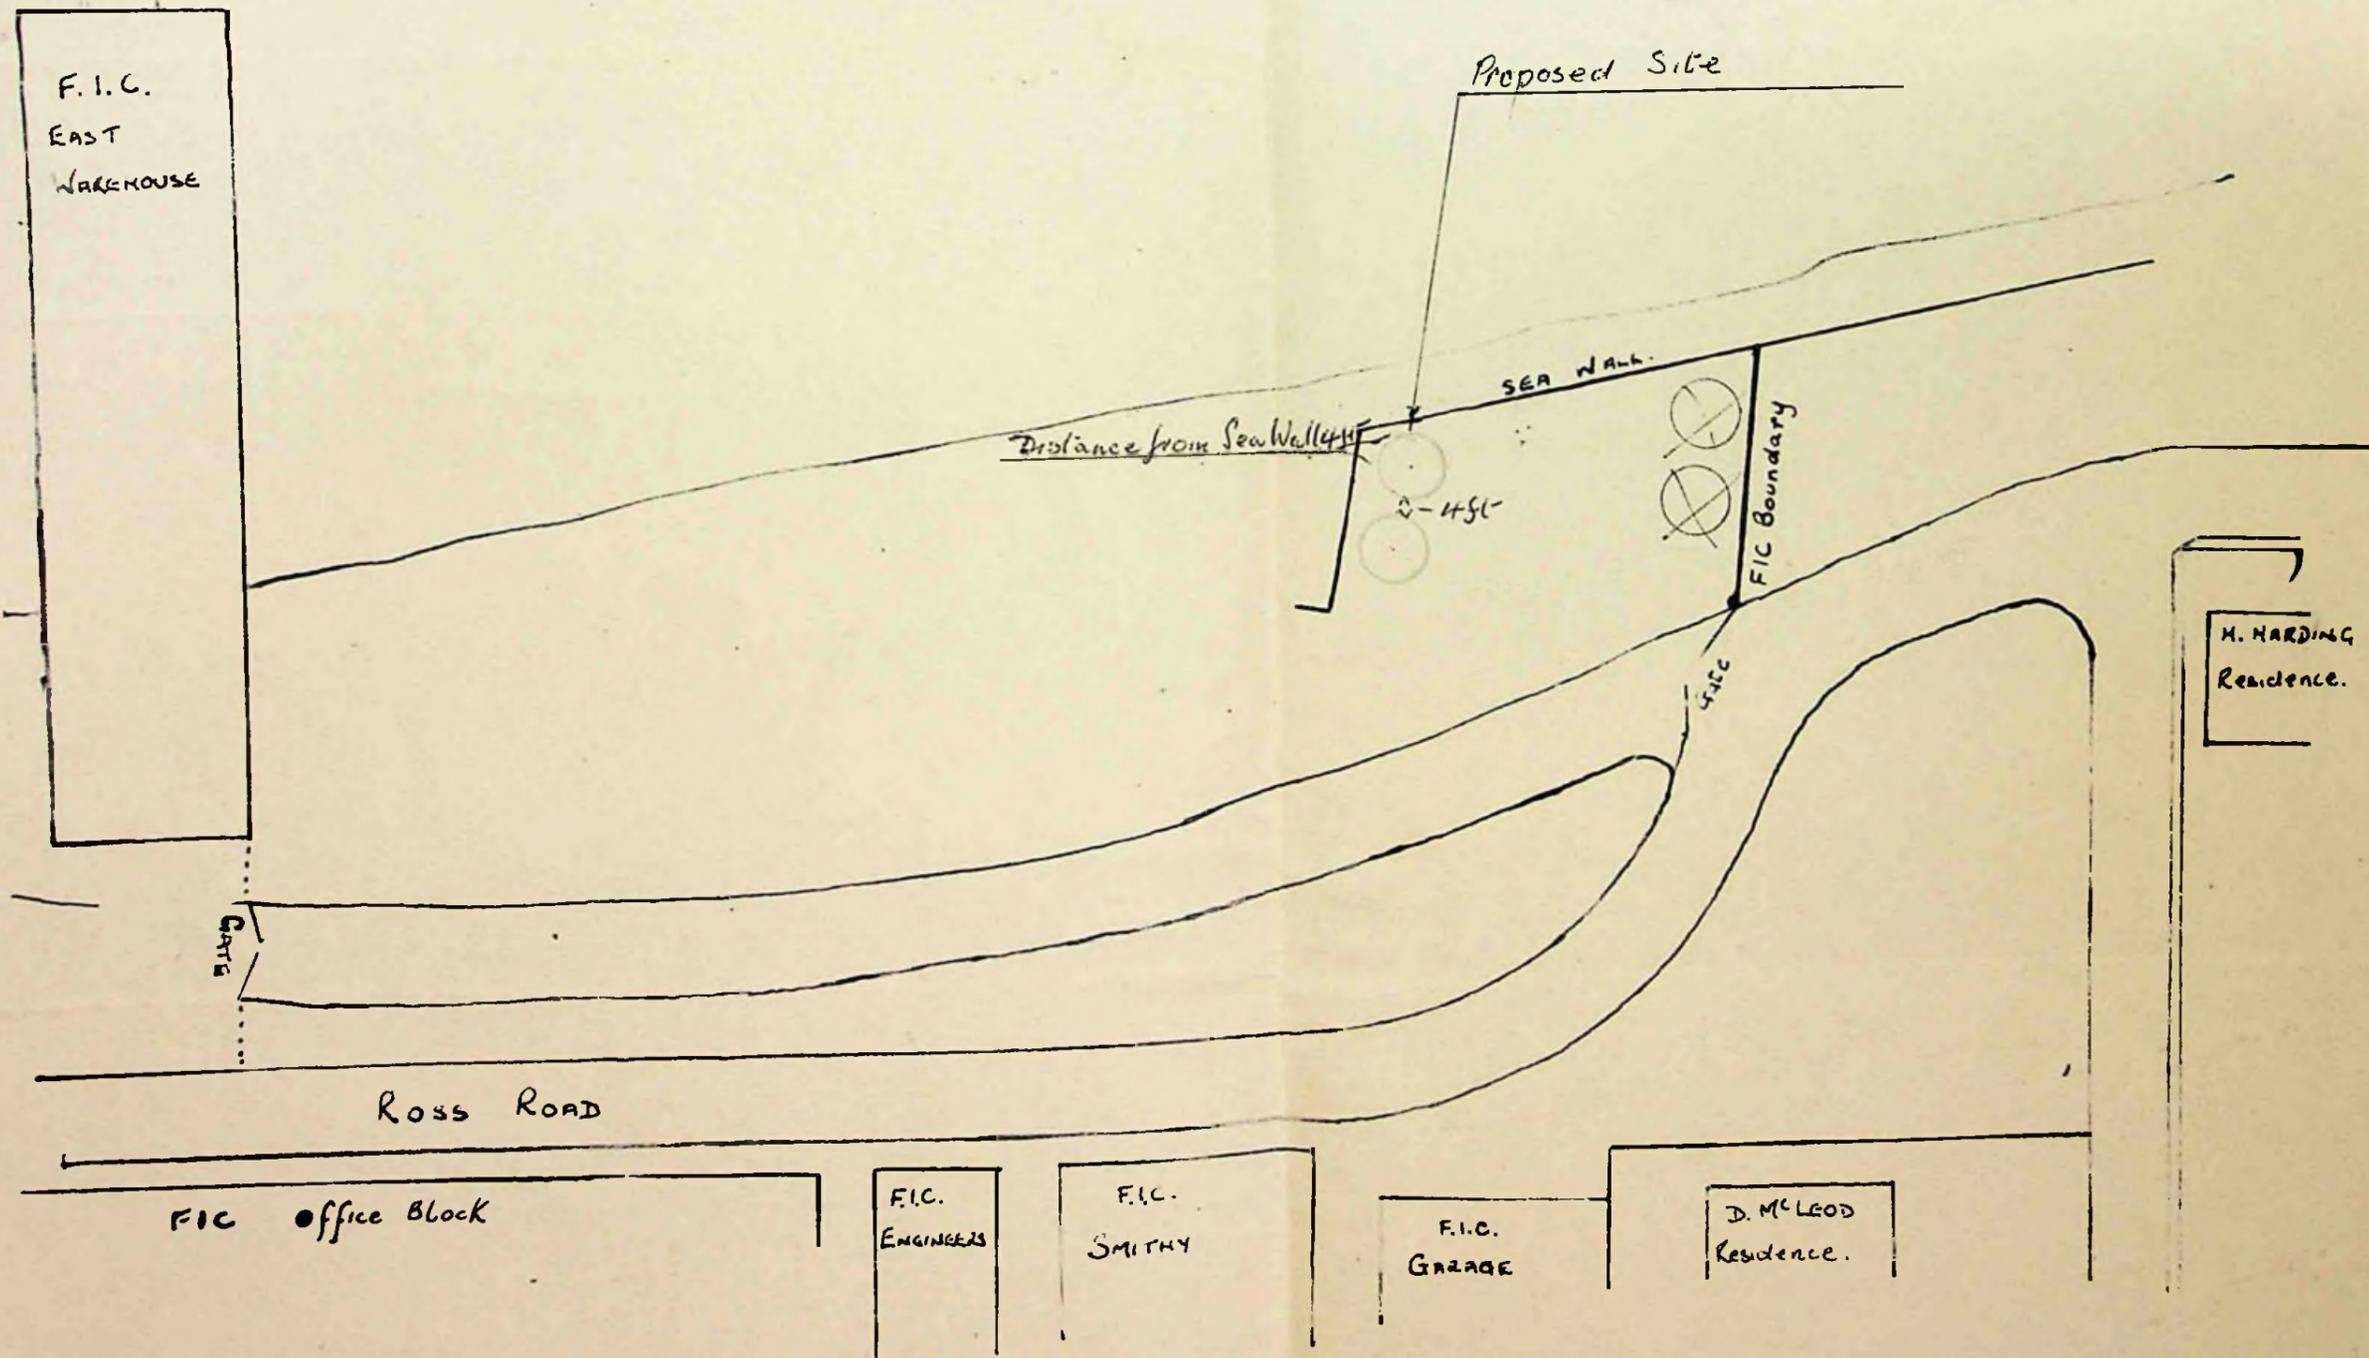 F.I.C.
EAST
WAREHOUSE
Proposed Site
SEA WALL.
Distance from Sea Wall 4ft
- 4ft
FIC Boundary
GATE
H. HARDING
Residence.
GATE
ROSS ROAD
FIC Office Block
F.I.C.
ENGINEERS
F.I.C.
SMITHY
F.I.C.
GARAGE
D. McLEOD
Residence.